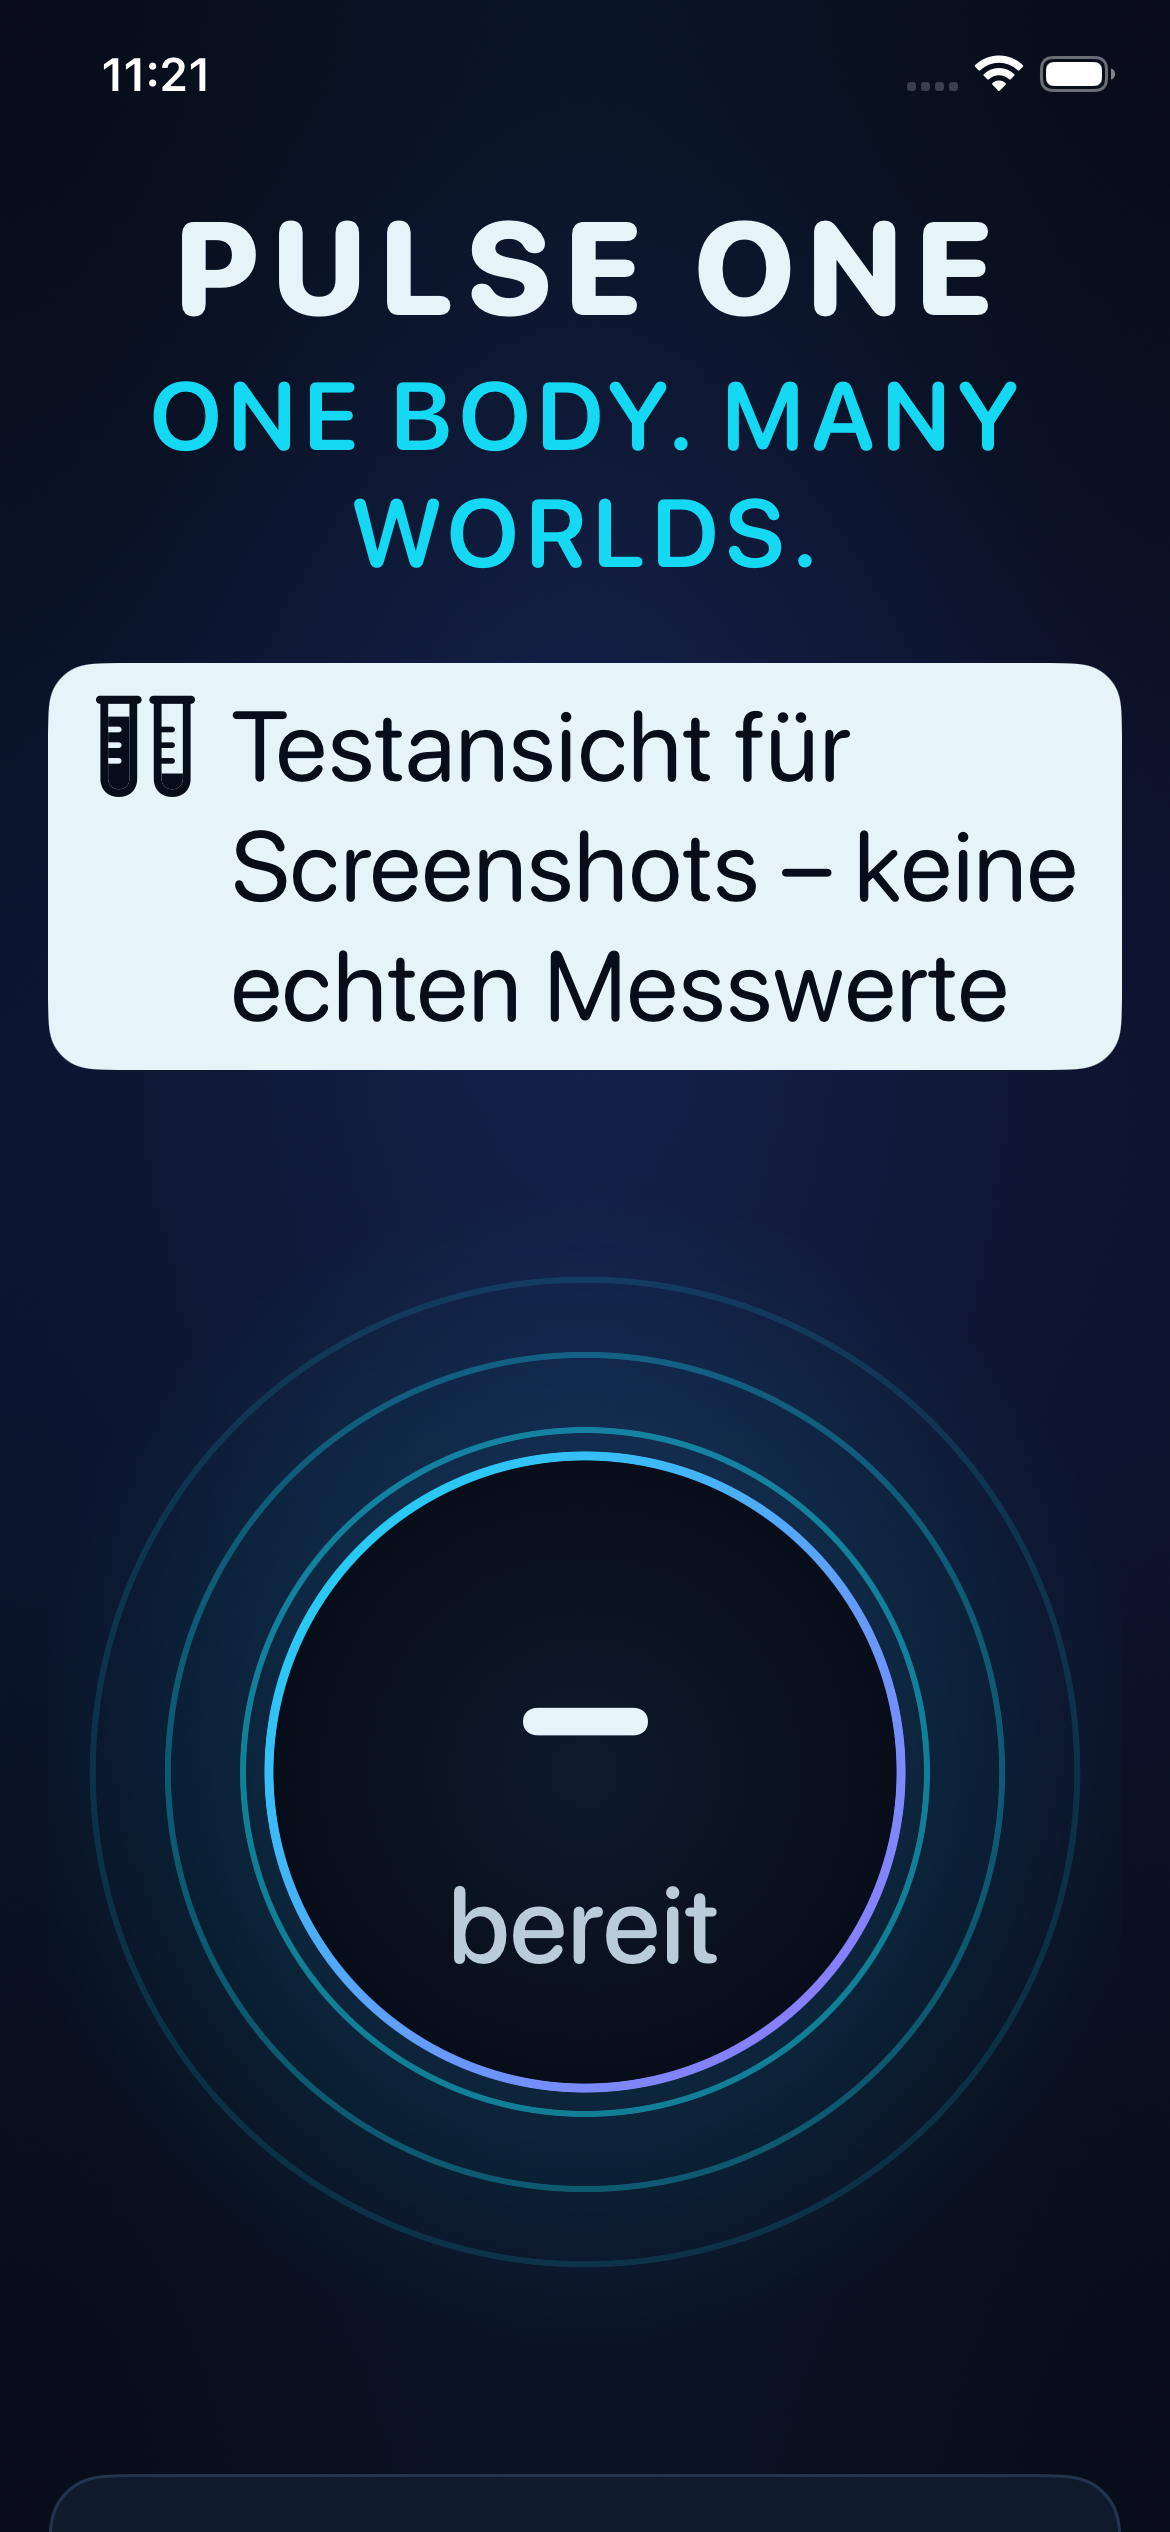 11:21
PULSE ONE
ONE BODY. MANY
WORLDS.
Testansicht für
Screenshots – keine
echten Messwerte
–
bereit